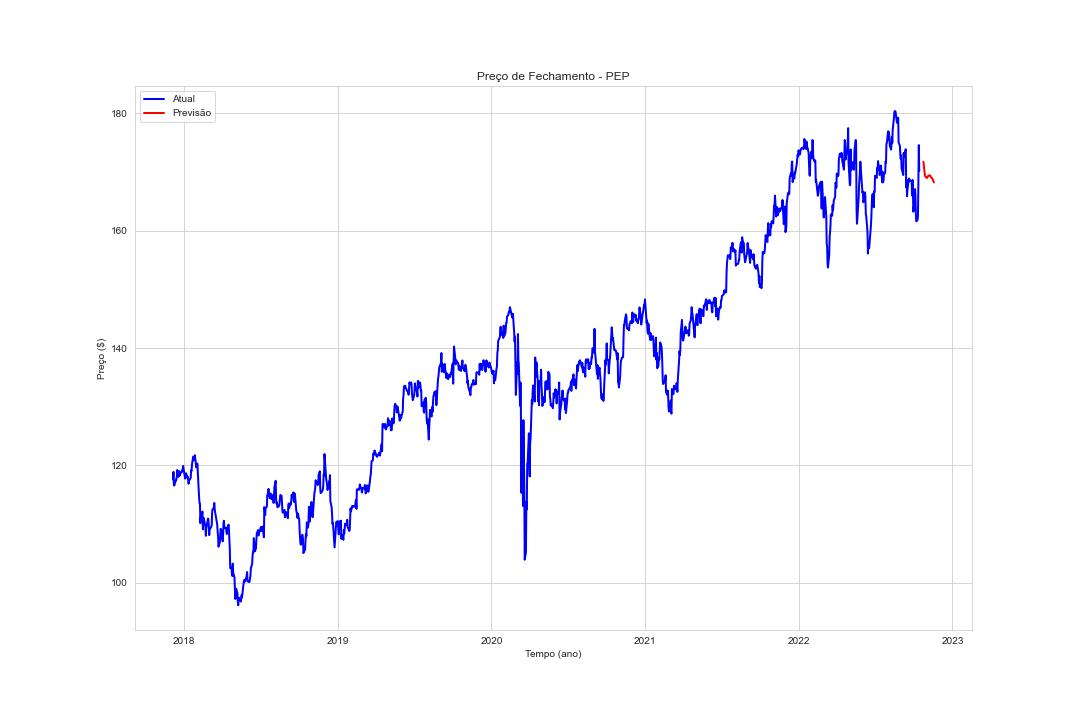 Preço de Fechamento - PEP
Atual
Previsão
180
160
140
120
100
Preço ($)
2018 2019 2020 2021 2022 2023
Tempo (ano)